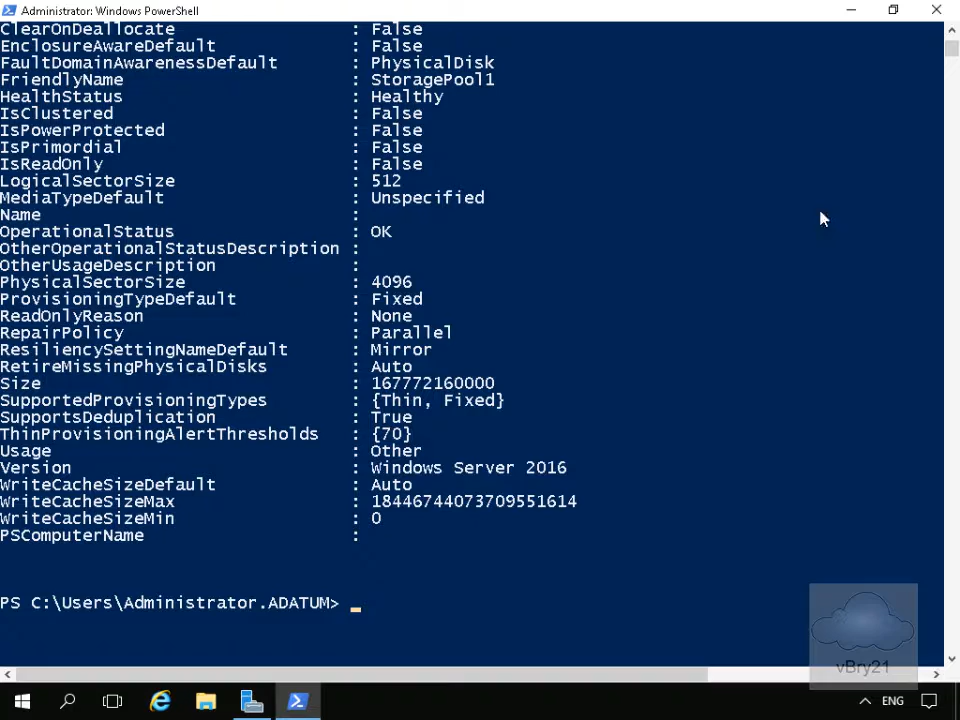 Administrator: Windows PowerShell
ClearOnDeallocate : False
EnclosureAwareDefault : False
FaultDomainAwarenessDefault : PhysicalDisk
FriendlyName : StoragePool1
HealthStatus : Healthy
IsClustered : False
IsPowerProtected : False
IsPrimordial : False
IsReadOnly : False
LogicalSectorSize : 512
MediaTypeDefault : Unspecified
Name :
OperationalStatus : OK
OtherOperationalStatusDescription :
OtherUsageDescription :
PhysicalSectorSize : 4096
ProvisioningTypeDefault : Fixed
ReadOnlyReason : None
RepairPolicy : Parallel
ResiliencySettingNameDefault : Mirror
RetireMissingPhysicalDisks : Auto
Size : 167772160000
SupportedProvisioningTypes : {Thin, Fixed}
SupportsDeduplication : True
ThinProvisioningAlertThresholds : {70}
Usage : Other
Version : Windows Server 2016
WriteCacheSizeDefault : Auto
WriteCacheSizeMax : 18446744073709551614
WriteCacheSizeMin : 0
PSComputerName :
PS C:\Users\Administrator.ADATUM> _
vBry21
ENG